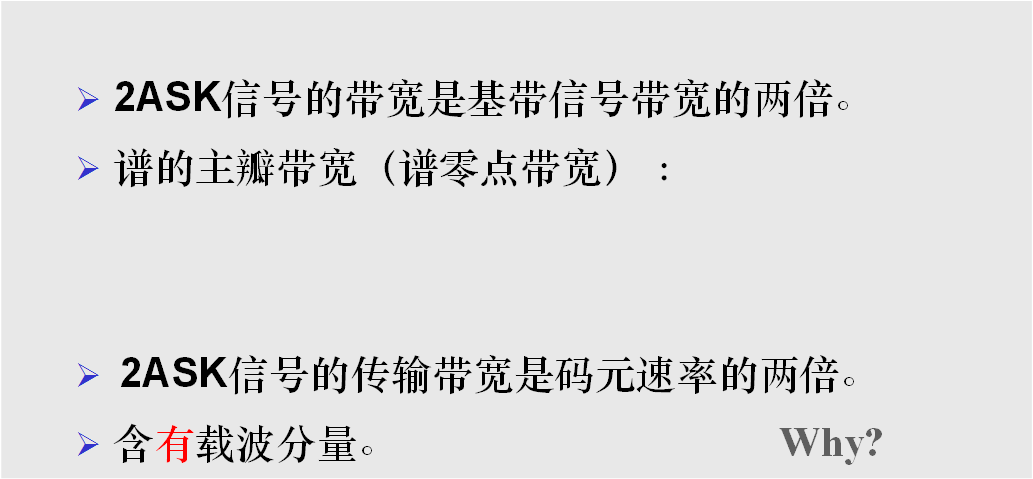 ➢ 2ASK信号的带宽是基带信号带宽的两倍。
➢ 谱的主瓣带宽（谱零点带宽）：
➢ 2ASK信号的传输带宽是码元速率的两倍。
➢ 含有载波分量。 Why?